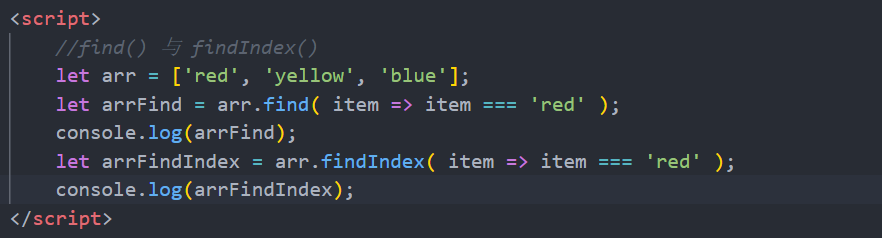 <script>
//find() 与 findIndex()
let arr = ['red', 'yellow', 'blue'];
let arrFind = arr.find( item => item === 'red' );
console.log(arrFind);
let arrFindIndex = arr.findIndex( item => item === 'red' );
console.log(arrFindIndex);
</script>